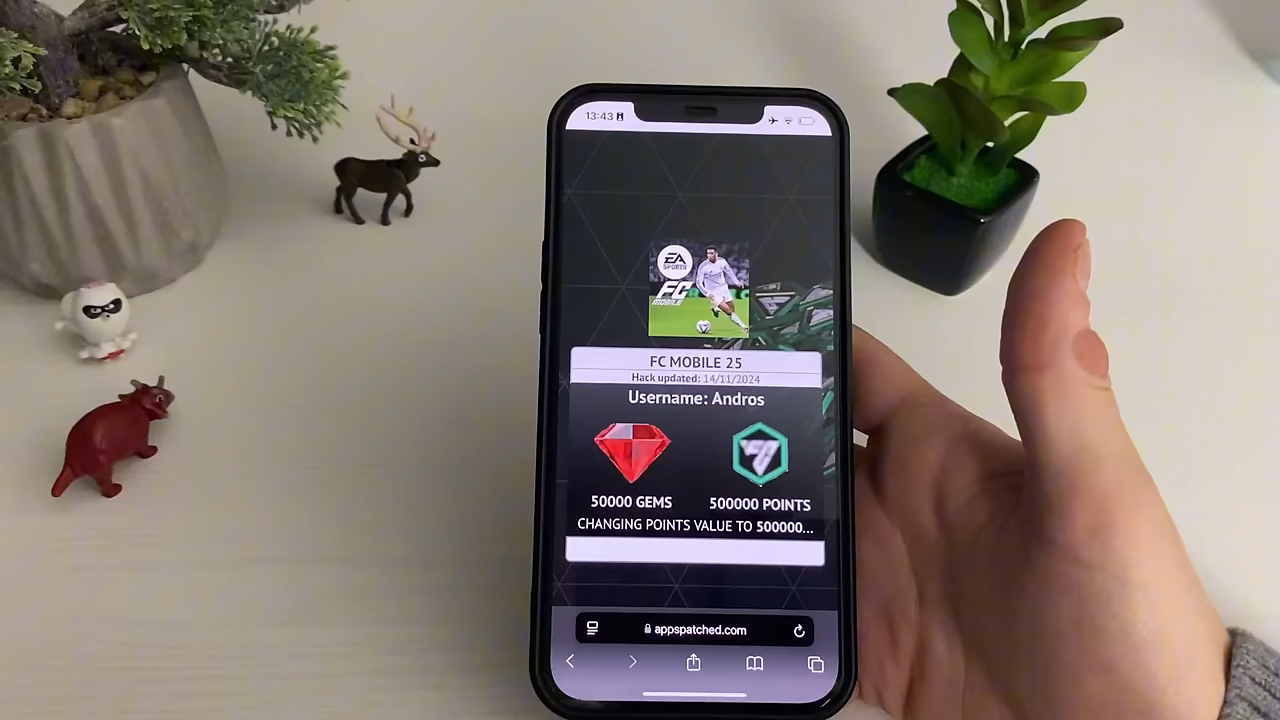 13:43
EA
SPORTS
FC
MOBILE
FC MOBILE 25
Hack updated: 14/11/2024
Username: Andros
50000 GEMS
500000 POINTS
CHANGING POINTS VALUE TO 500000...
appspatched.com